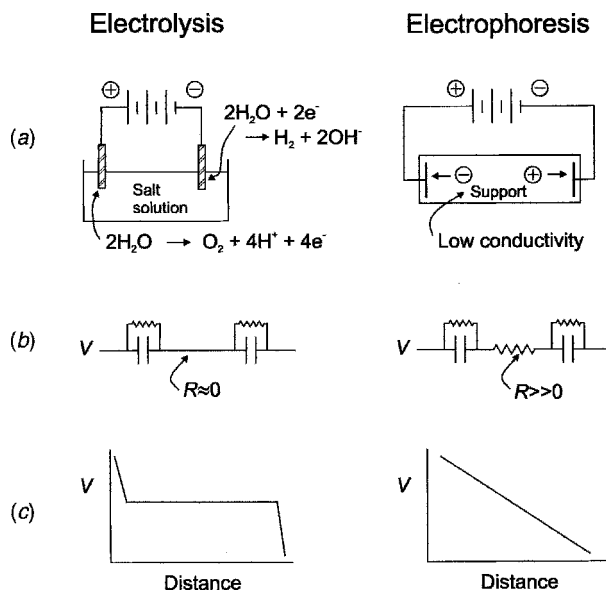 Electrolysis
Electrophoresis
(a)
⊕
⊖
2H₂O + 2e⁻
→ H₂ + 2OH⁻
Salt
solution
2H₂O → O₂ + 4H⁺ + 4e⁻
⊕
⊖
← ⊖
⊕ →
Support
Low conductivity
(b)
V
R≈0
V
R>>0
(c)
V
Distance
V
Distance